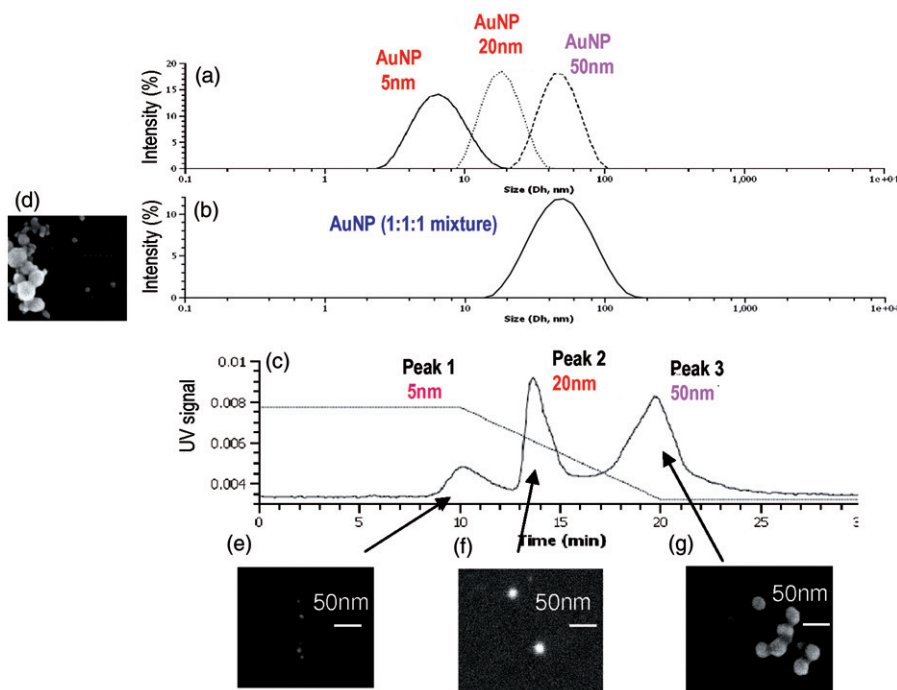 AuNP
5nm
AuNP
20nm
AuNP
50nm
(a)
Intensity (%)
20
15
10
5
0
0.1
1
10
100
1,000
1e+01
Size (Dh, nm)
(d)
(b)
AuNP (1:1:1 mixture)
Intensity (%)
10
5
0
0.1
1
10
100
1,000
Size (Dh, nm)
(c)
Peak 1
5nm
Peak 2
20nm
Peak 3
50nm
UV signal
0.01
0.008
0.006
0.004
0
5
10
15
20
25
Time (min)
(e)
(f)
(g)
50nm
50nm
50nm